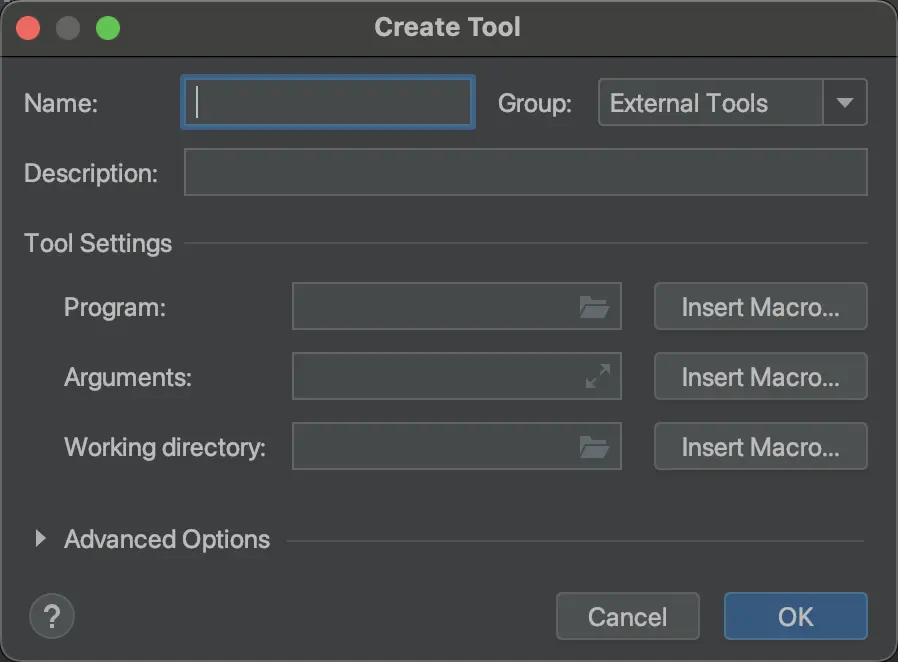 Create Tool
Name: Group: External Tools
Description:
Tool Settings
Program: Insert Macro...
Arguments: Insert Macro...
Working directory: Insert Macro...
Advanced Options
? Cancel OK